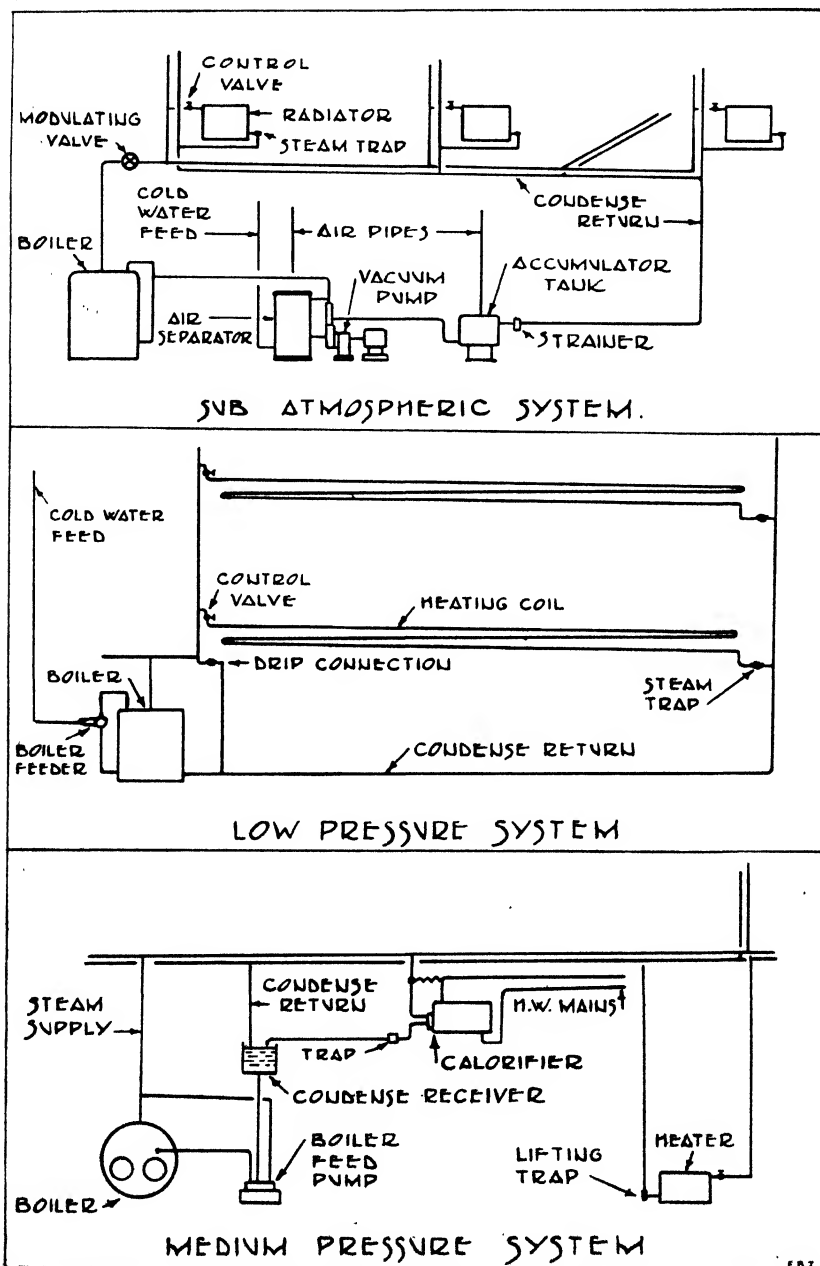 CONTROL
VALVE
RADIATOR
STEAM TRAP
MODULATING
VALVE
COLD
WATER
FEED
AIR PIPES
CONDENSE
RETURN
BOILER
VACUUM
PUMP
ACCUMULATOR
TANK
AIR
SEPARATOR
STRAINER
SUB ATMOSPHERIC SYSTEM.
COLD WATER
FEED
CONTROL
VALVE
HEATING COIL
DRIP CONNECTION
BOILER
STEAM
TRAP
BOILER
FEEDER
CONDENSE RETURN
LOW PRESSURE SYSTEM
STEAM
SUPPLY
CONDENSE
RETURN
H.W. MAINS
TRAP
CALORIFIER
CONDENSE RECEIVER
BOILER
FEED
PUMP
LIFTING
TRAP
HEATER
BOILER
MEDIUM PRESSURE SYSTEM